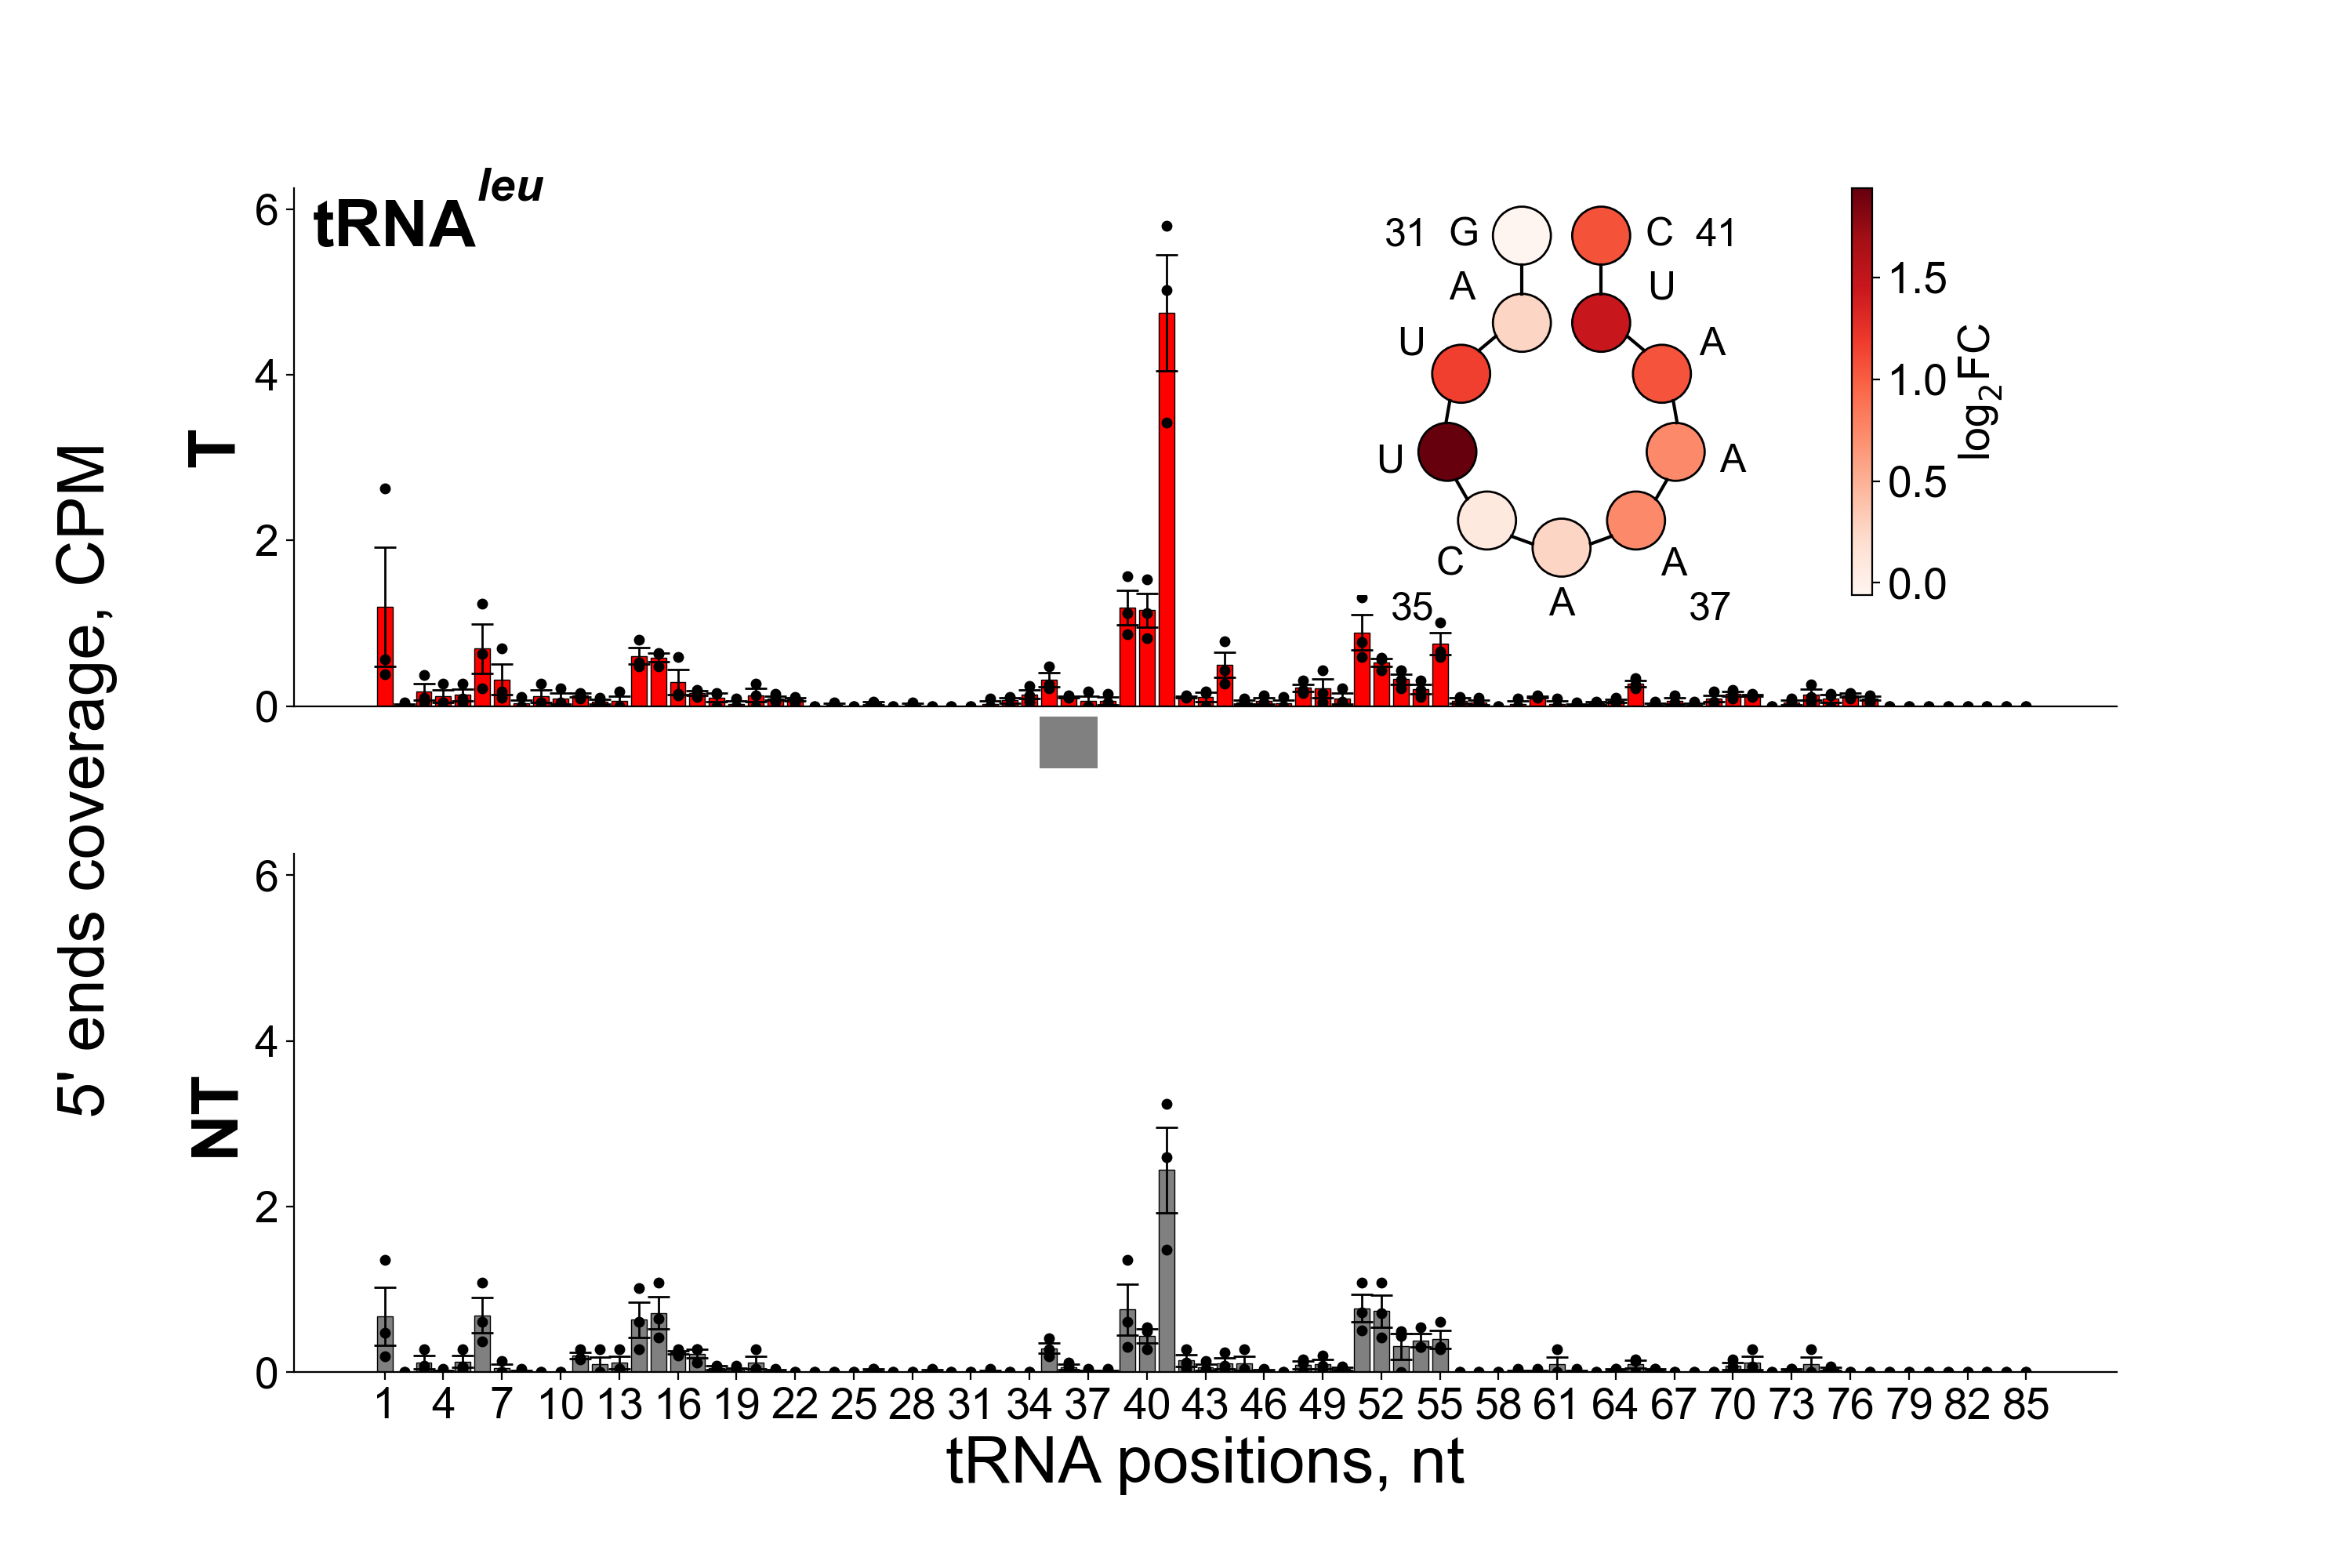 tRNA leu
5' ends coverage, CPM
T
6
4
2
0
31 G C 41
A U
U A
U A
C A
35 A 37
1.5
1.0
0.5
0.0
log2FC
NT
6
4
2
0
1 4 7 10 13 16 19 22 25 28 31 34 37 40 43 46 49 52 55 58 61 64 67 70 73 76 79 82 85
tRNA positions, nt